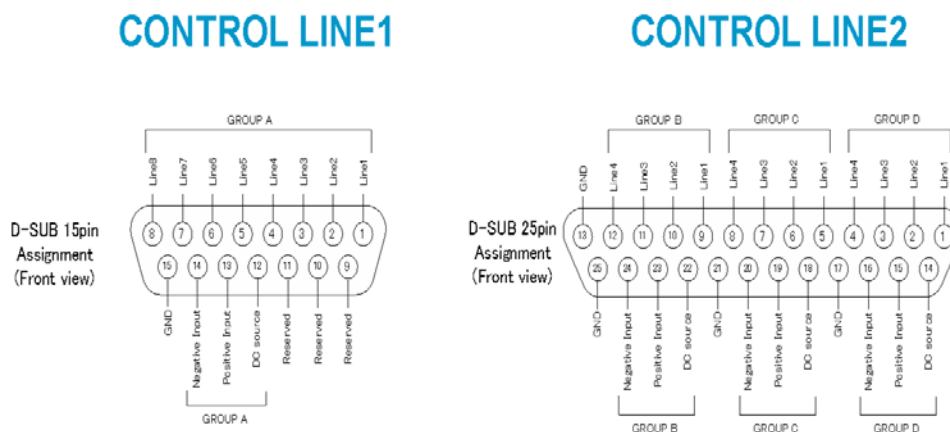 CONTROL LINE1
GROUP A
Line8 Line7 Line6 Line5 Line4 Line3 Line2 Line1
D-SUB 15pin
Assignment
(Front view)
8 7 6 5 4 3 2 1
15 14 13 12 11 10 9
GND Negative Input Positive Input DC source Reserved Reserved Reserved
GROUP A
CONTROL LINE2
GROUP B GROUP C GROUP D
GND Line4 Line3 Line2 Line1 Line4 Line3 Line2 Line1 Line4 Line3 Line2 Line1
D-SUB 25pin
Assignment
(Front view)
13 12 11 10 9 8 7 6 5 4 3 2 1
25 24 23 22 21 20 19 18 17 16 15 14
GND Negative Input Positive Input DC source GND Negative Input Positive Input DC source GND Negative Input Positive Input DC source
GROUP B GROUP C GROUP D